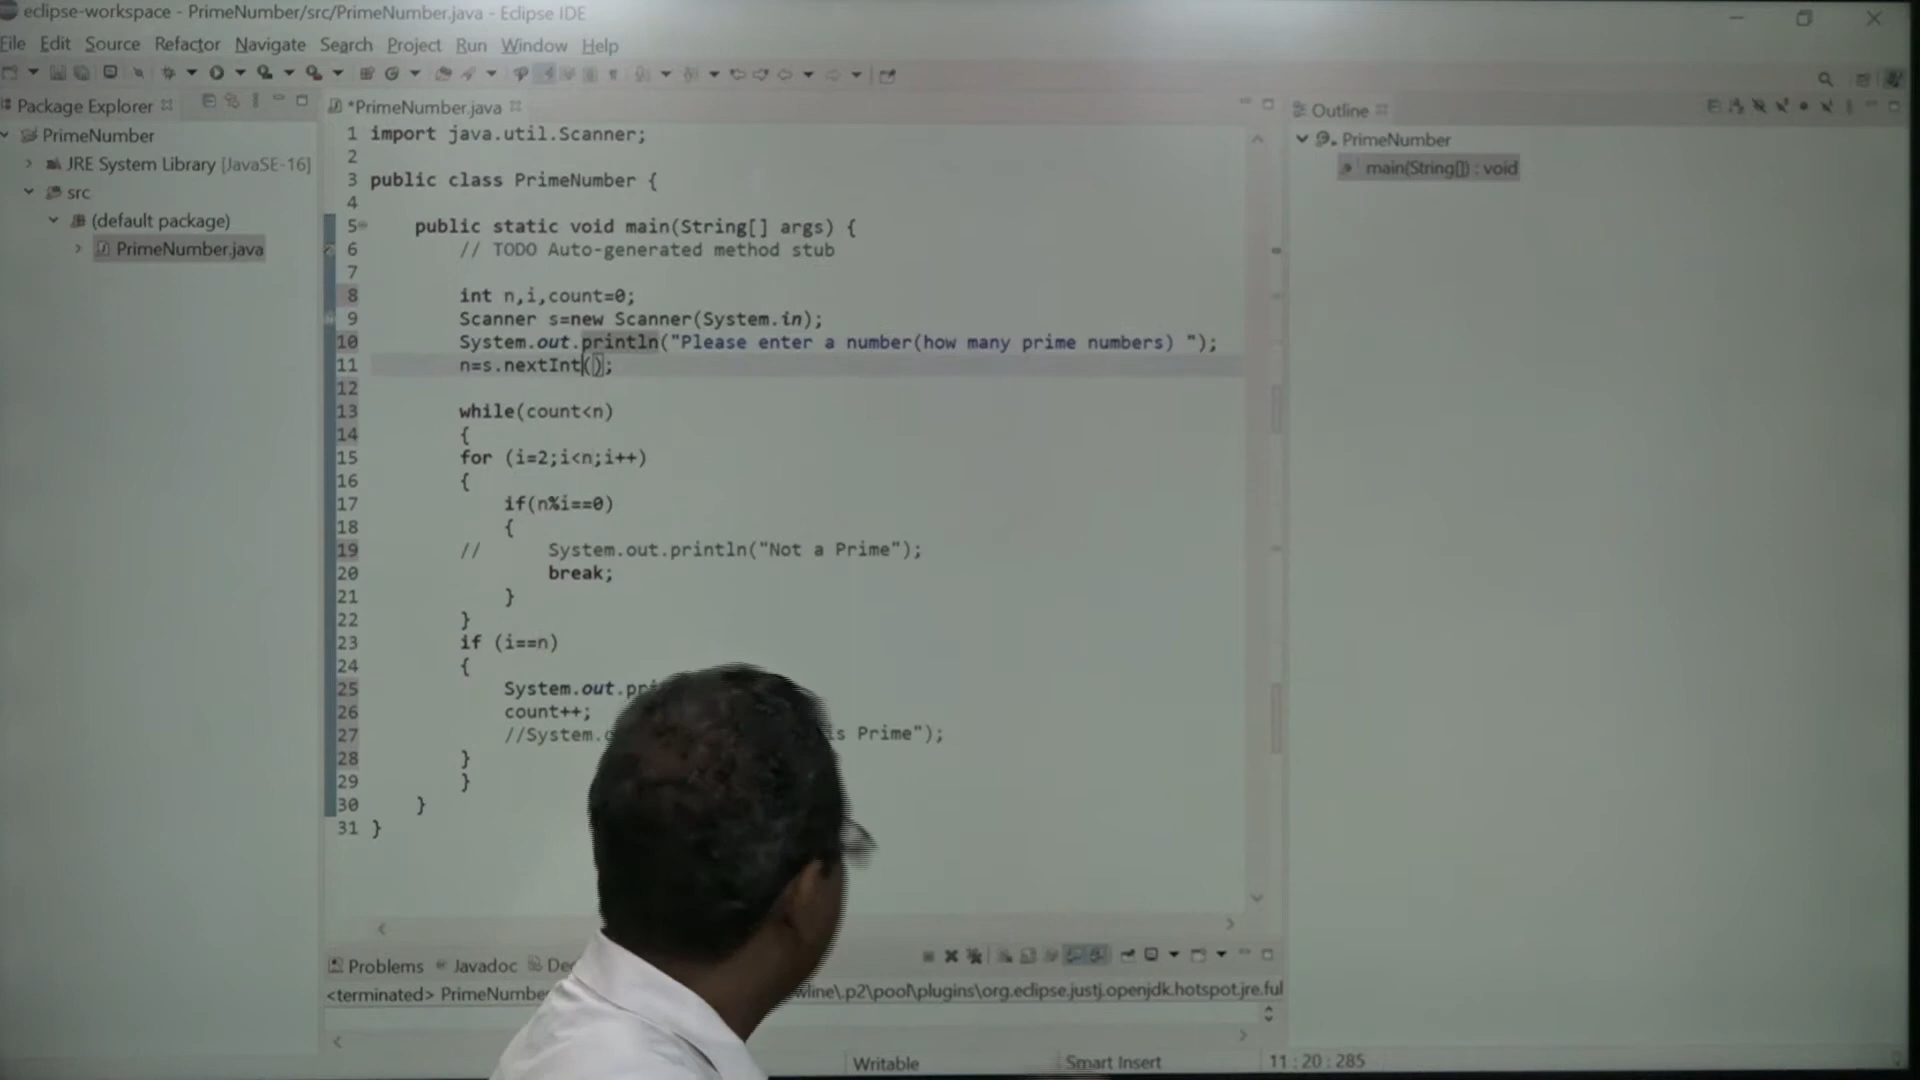 eclipse-workspace - PrimeNumber/src/PrimeNumber.java - Eclipse IDE
File Edit Source Refactor Navigate Search Project Run Window Help
Package Explorer
PrimeNumber
JRE System Library [JavaSE-16]
src
(default package)
PrimeNumber.java
*PrimeNumber.java
1 import java.util.Scanner;
2
3 public class PrimeNumber {
4
5 public static void main(String[] args) {
6 // TODO Auto-generated method stub
7
8 int n,i,count=0;
9 Scanner s=new Scanner(System.in);
10 System.out.println("Please enter a number(how many prime numbers) ");
11 n=s.nextInt();
12
13 while(count<n)
14 {
15 for (i=2;i<n;i++)
16 {
17 if(n%i==0)
18 {
19 // System.out.println("Not a Prime");
20 break;
21 }
22 }
23 if (i==n)
24 {
25 System.out.pri
26 count++;
27 //System. is Prime");
28 }
29 }
30 }
31 }
Outline
PrimeNumber
main(String[]) : void
Problems Javadoc
<terminated> PrimeNumbe \.p2\pool\plugins\org.eclipse.justj.openjdk.hotspot.jre.ful
Writable Smart Insert 11 : 20 : 285